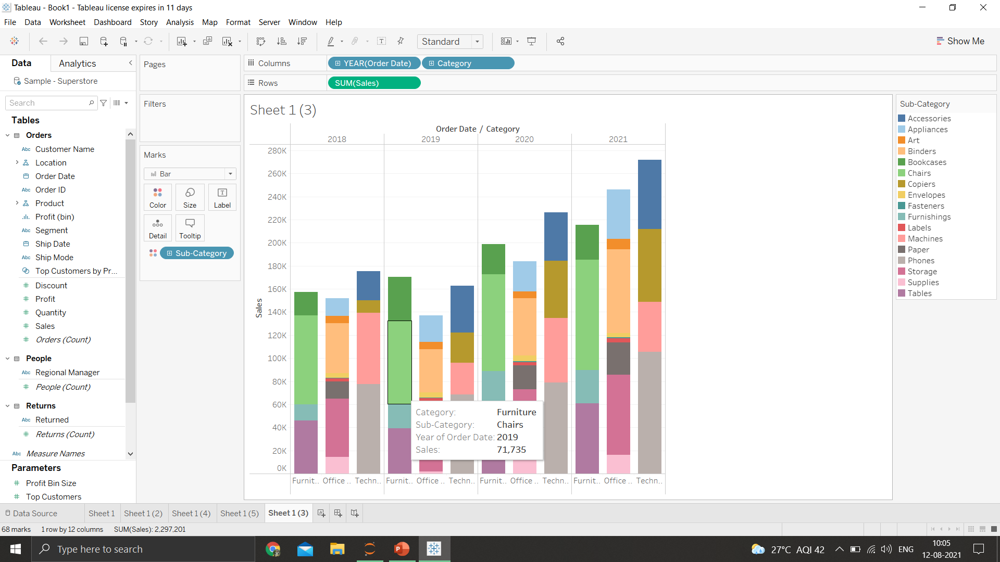 Tableau - Book1 - Tableau license expires in 11 days
File Data Worksheet Dashboard Story Analysis Map Format Server Window Help
Standard
Show Me
Data
Analytics
Sample - Superstore
Search
Tables
Orders
Abc Customer Name
Location
Order Date
Abc Order ID
Product
Profit (bin)
Abc Segment
Ship Date
Abc Ship Mode
Top Customers by Pr...
# Discount
# Profit
# Quantity
# Sales
# Orders (Count)
People
Abc Regional Manager
# People (Count)
Returns
Abc Returned
# Returns (Count)
Abc Measure Names
Parameters
# Profit Bin Size
# Top Customers
Pages
Filters
Marks
Bar
Color Size Label
Detail Tooltip
Sub-Category
Columns
YEAR(Order Date) Category
Rows
SUM(Sales)
Sheet 1 (3)
Order Date / Category
2018 2019 2020 2021
Sales
280K
260K
240K
220K
200K
180K
160K
140K
120K
100K
80K
60K
40K
20K
0K
Furnit.. Office .. Techn.. Furnit.. Office .. Techn.. Furnit.. Office .. Techn.. Furnit.. Office .. Techn..
Category: Furniture
Sub-Category: Chairs
Year of Order Date: 2019
Sales: 71,735
Sub-Category
Accessories
Appliances
Art
Binders
Bookcases
Chairs
Copiers
Envelopes
Fasteners
Furnishings
Labels
Machines
Paper
Phones
Storage
Supplies
Tables
Data Source Sheet 1 Sheet 1 (2) Sheet 1 (4) Sheet 1 (5) Sheet 1 (3)
68 marks 1 row by 12 columns SUM(Sales): 2,297,201
Type here to search
27°C AQI 42
ENG
10:05
12-08-2021